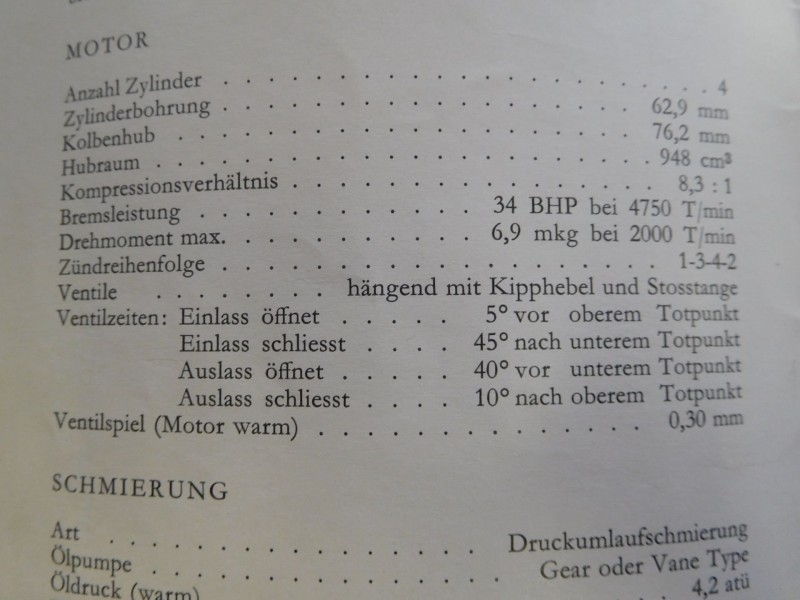 MOTOR
Anzahl Zylinder . . . . . . . . . . . . . . . . . . . . 4
Zylinderbohrung . . . . . . . . . . . . . . . . . 62,9 mm
Kolbenhub . . . . . . . . . . . . . . . . . . . 76,2 mm
Hubraum . . . . . . . . . . . . . . . . . . . . 948 cm³
Kompressionsverhältnis . . . . . . . . . . . . . . . 8,3 : 1
Bremsleistung . . . . . . . . . . . . 34 BHP bei 4750 T/min
Drehmoment max. . . . . . . . . . . 6,9 mkg bei 2000 T/min
Zündreihenfolge . . . . . . . . . . . . . . . . . . 1-3-4-2
Ventile . . . . . . . hängend mit Kipphebel und Stosstange
Ventilzeiten: Einlass öffnet . . . . . 5° vor oberem Totpunkt
Einlass schliesst . . . . 45° nach unterem Totpunkt
Auslass öffnet . . . . . 40° vor unterem Totpunkt
Auslass schliesst . . . . 10° nach oberem Totpunkt
Ventilspiel (Motor warm) . . . . . . . . . . . . . 0,30 mm
SCHMIERUNG
Art . . . . . . . . . . . . . . . . Druckumlaufschmierung
Ölpumpe . . . . . . . . . . . . . . Gear oder Vane Type
Öldruck (warm) . . 4,2 atü